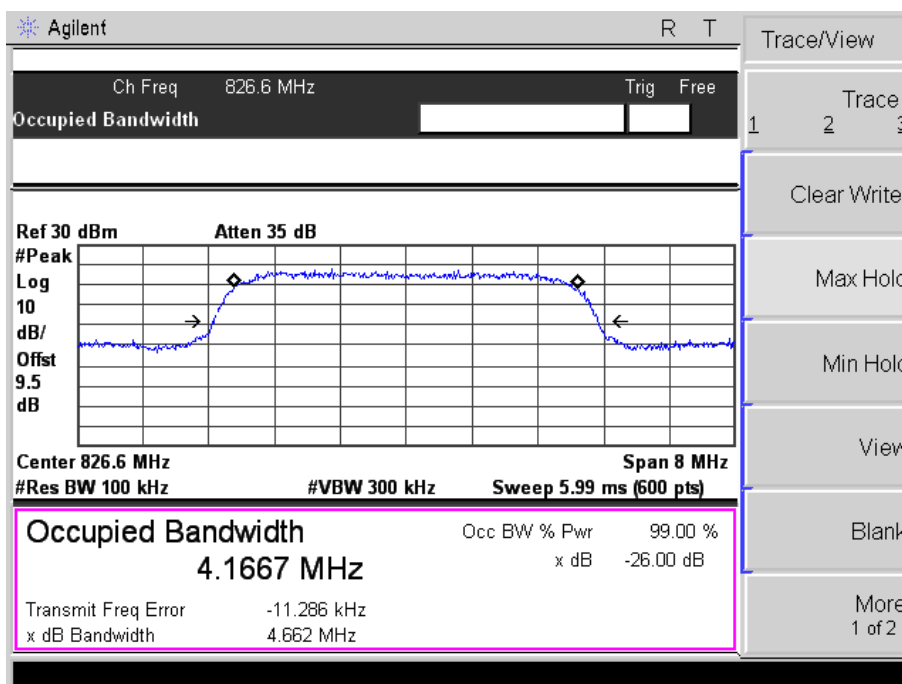 Agilent R T
Trace/View
Ch Freq 826.6 MHz Trig Free
Occupied Bandwidth
Trace
1 2 3
Clear Write
Ref 30 dBm Atten 35 dB
#Peak
Log
10
dB/
Offst
9.5
dB
Max Hold
Min Hold
Center 826.6 MHz Span 8 MHz
#Res BW 100 kHz #VBW 300 kHz Sweep 5.99 ms (600 pts)
View
Occupied Bandwidth
4.1667 MHz
Occ BW % Pwr 99.00 %
x dB -26.00 dB
Transmit Freq Error -11.286 kHz
x dB Bandwidth 4.662 MHz
Blank
More
1 of 2